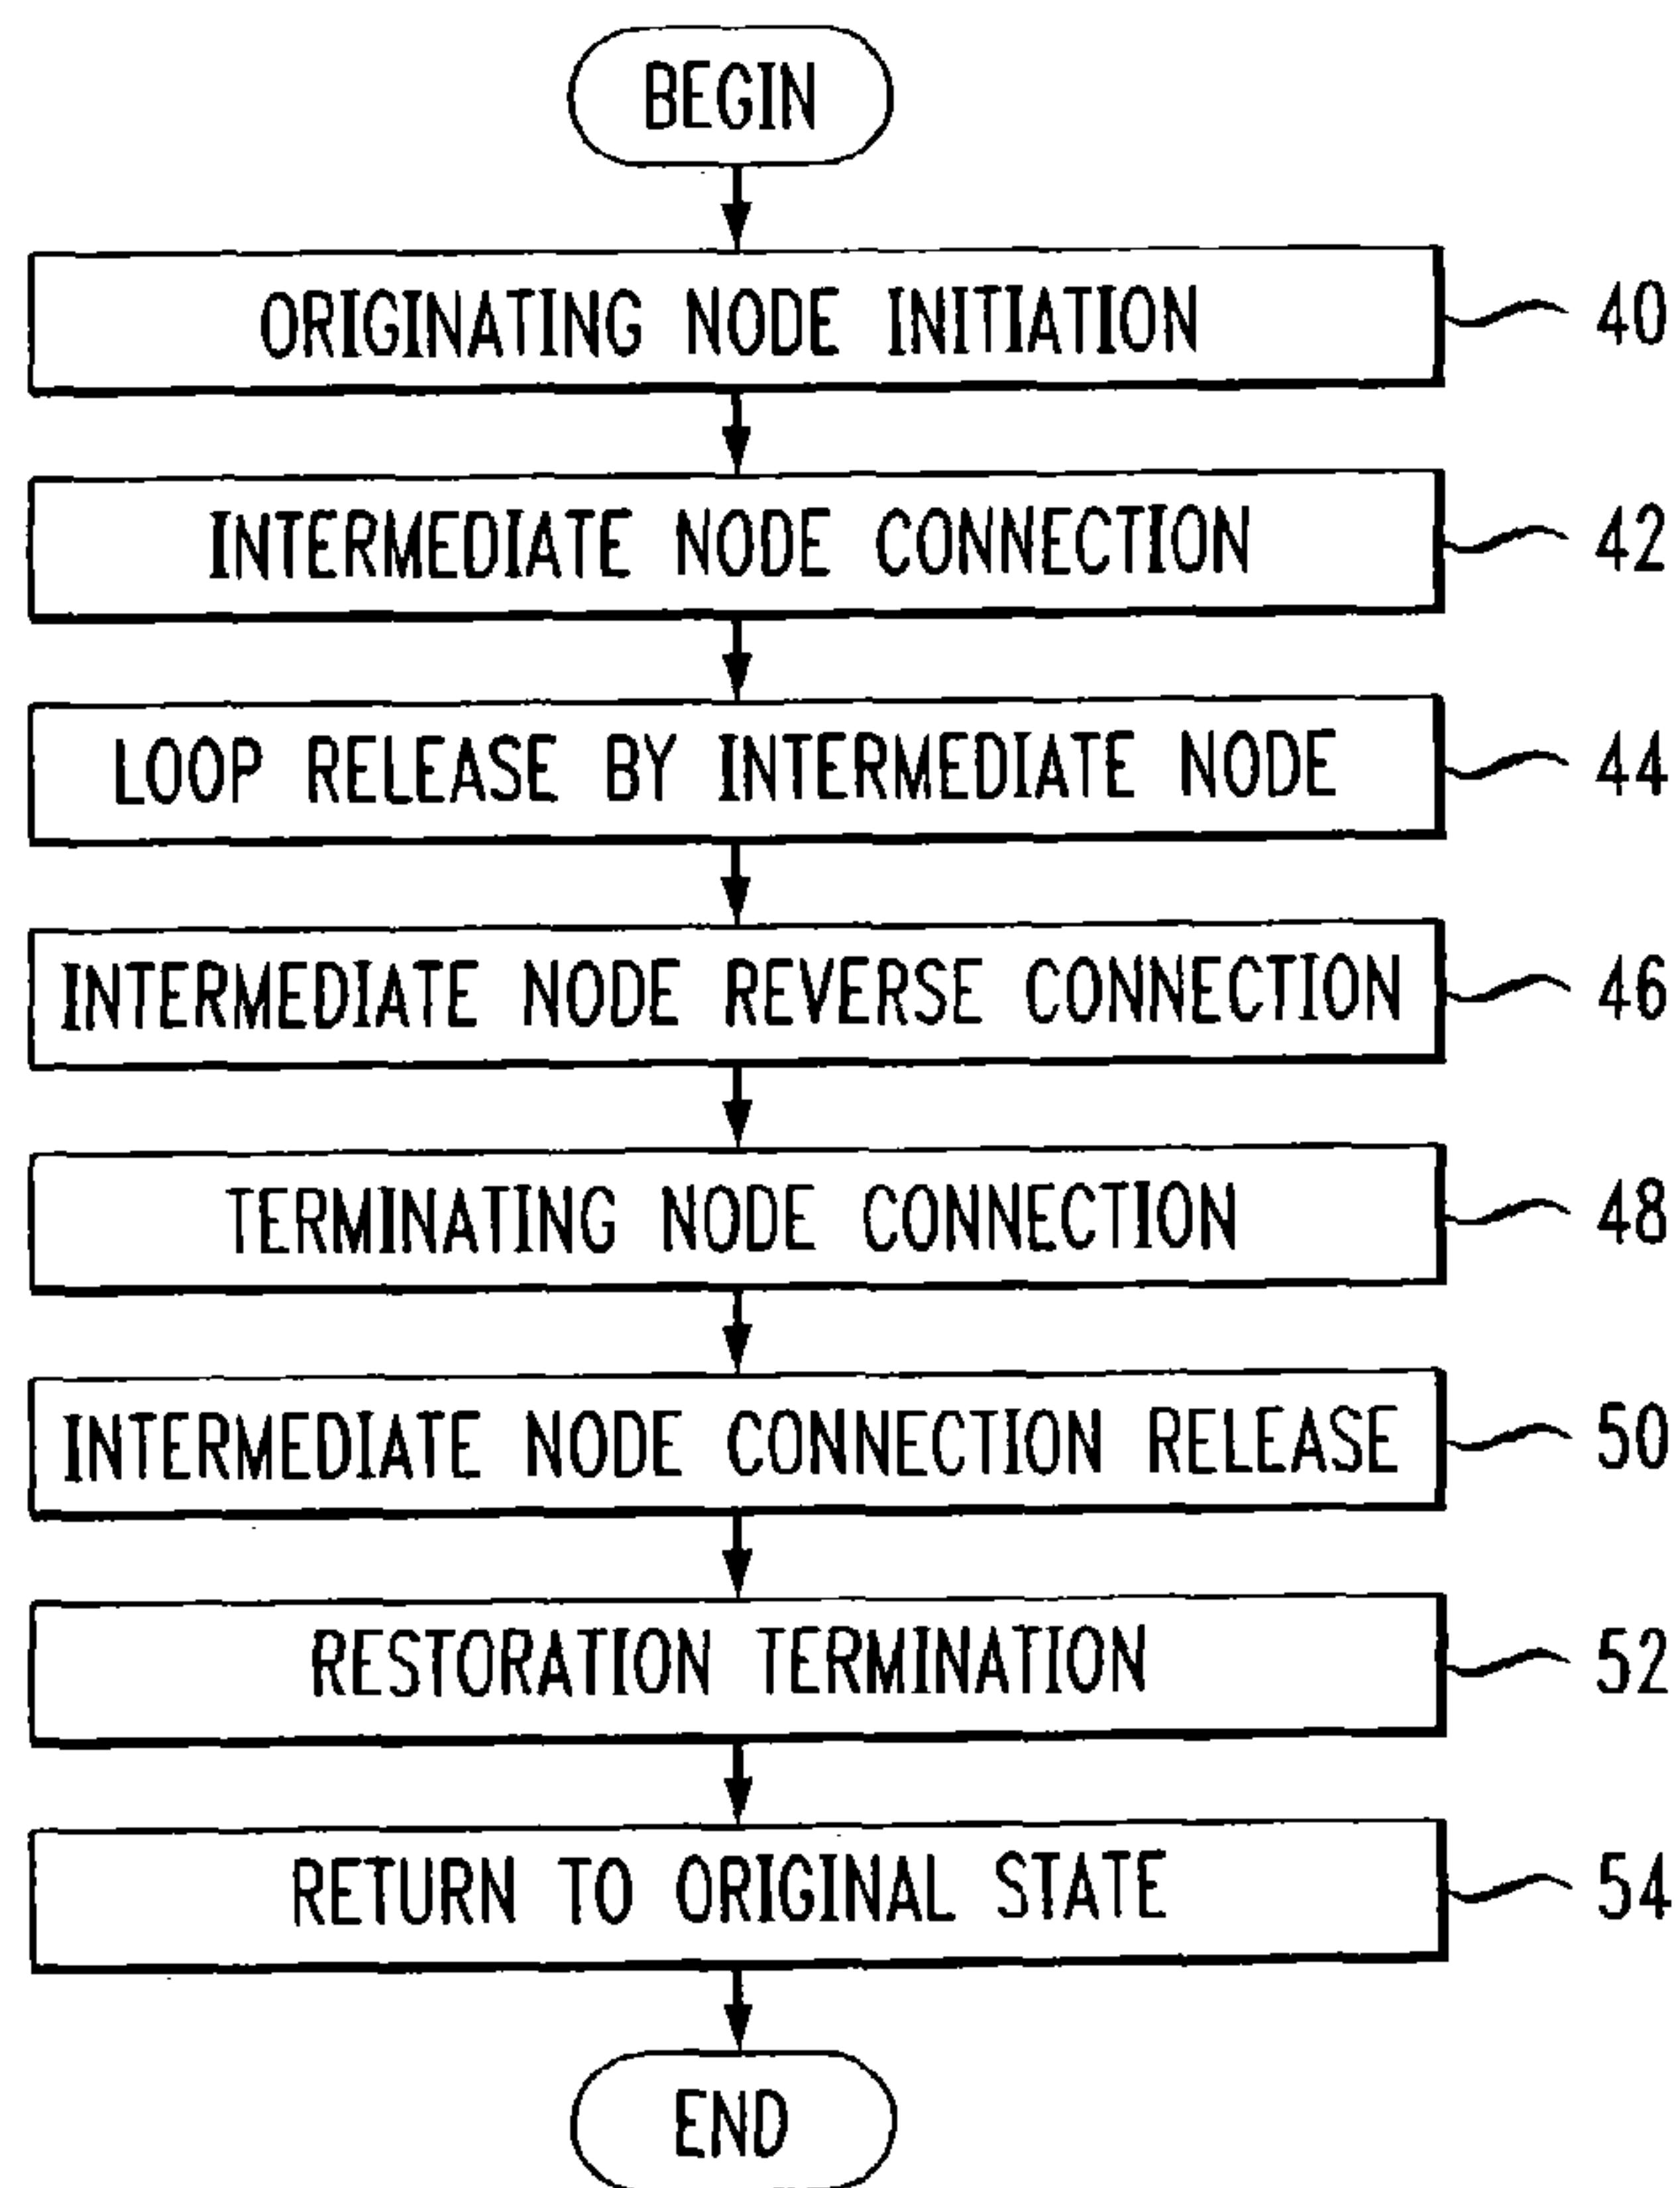 BEGIN
ORIGINATING NODE INITIATION 40
INTERMEDIATE NODE CONNECTION 42
LOOP RELEASE BY INTERMEDIATE NODE 44
INTERMEDIATE NODE REVERSE CONNECTION 46
TERMINATING NODE CONNECTION 48
INTERMEDIATE NODE CONNECTION RELEASE 50
RESTORATION TERMINATION 52
RETURN TO ORIGINAL STATE 54
END